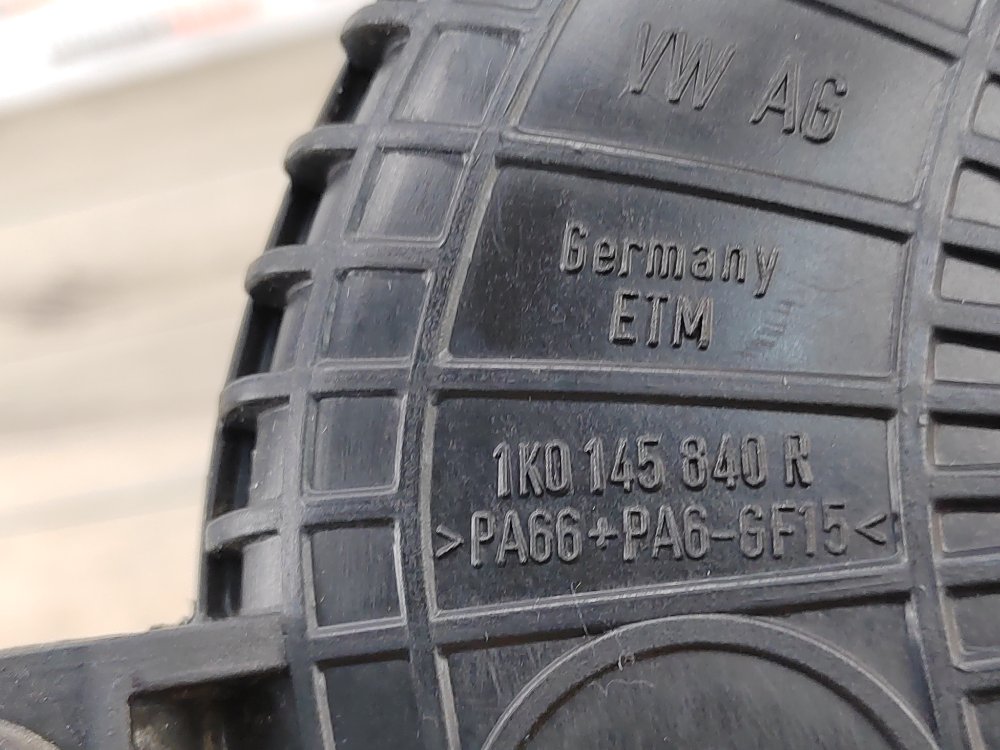 VW AG
Germany
ETM
1K0 145 840 R
>PA66+PA6-GF15<